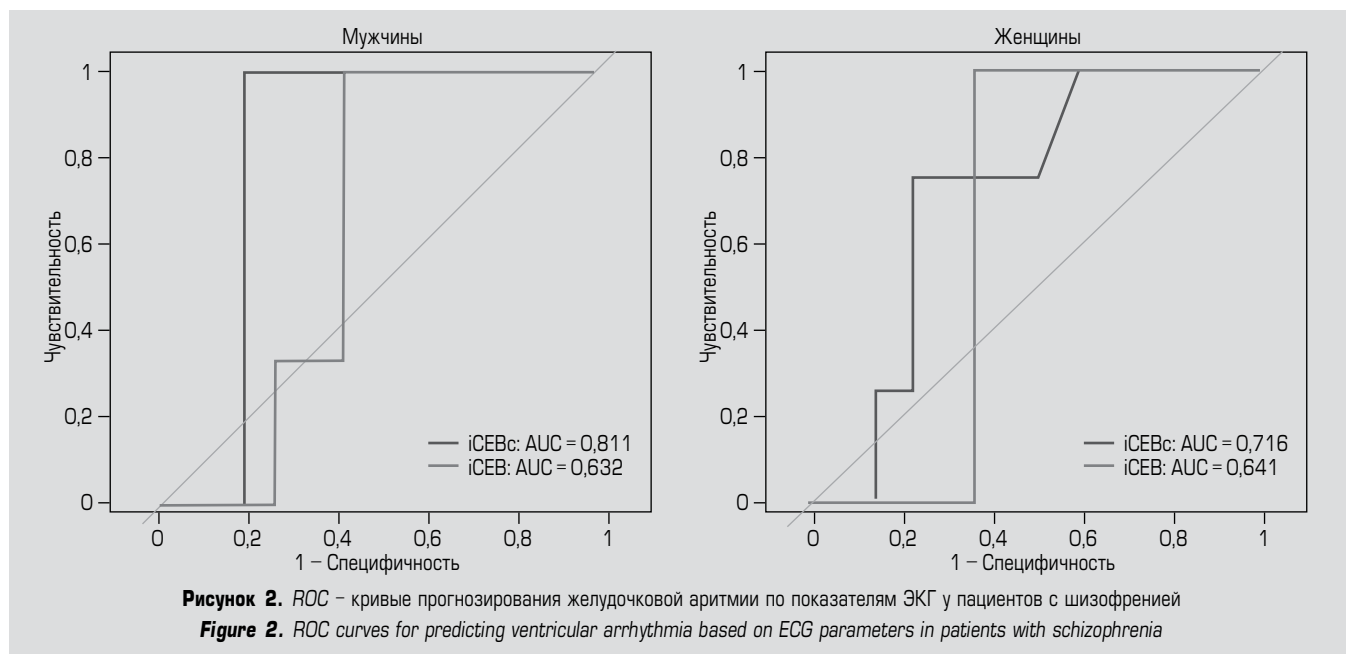 Мужчины
Чувствительность
1
0,8
0,6
0,4
0,2
0
iCEBc: AUC = 0,811
iCEB: AUC = 0,632
0 0,2 0,4 0,6 0,8 1
1 – Специфичность
Женщины
Чувствительность
1
0,8
0,6
0,4
0,2
0
iCEBc: AUC = 0,716
iCEB: AUC = 0,641
0 0,2 0,4 0,6 0,8 1
1 – Специфичность
Рисунок 2. ROC – кривые прогнозирования желудочковой аритмии по показателям ЭКГ у пациентов с шизофренией
Figure 2. ROC curves for predicting ventricular arrhythmia based on ECG parameters in patients with schizophrenia